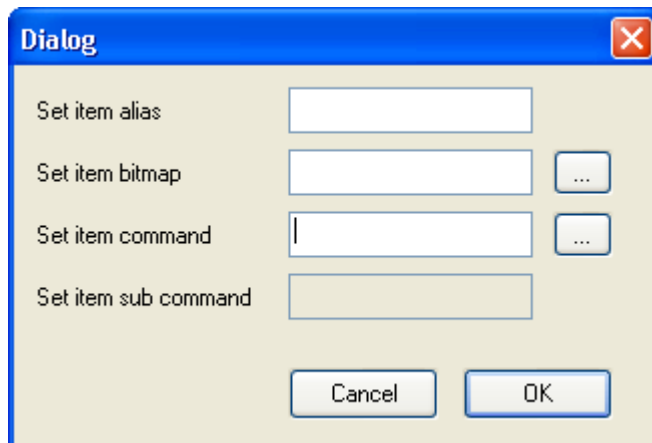 Dialog
Set item alias
Set item bitmap ...
Set item command ...
Set item sub command
Cancel OK